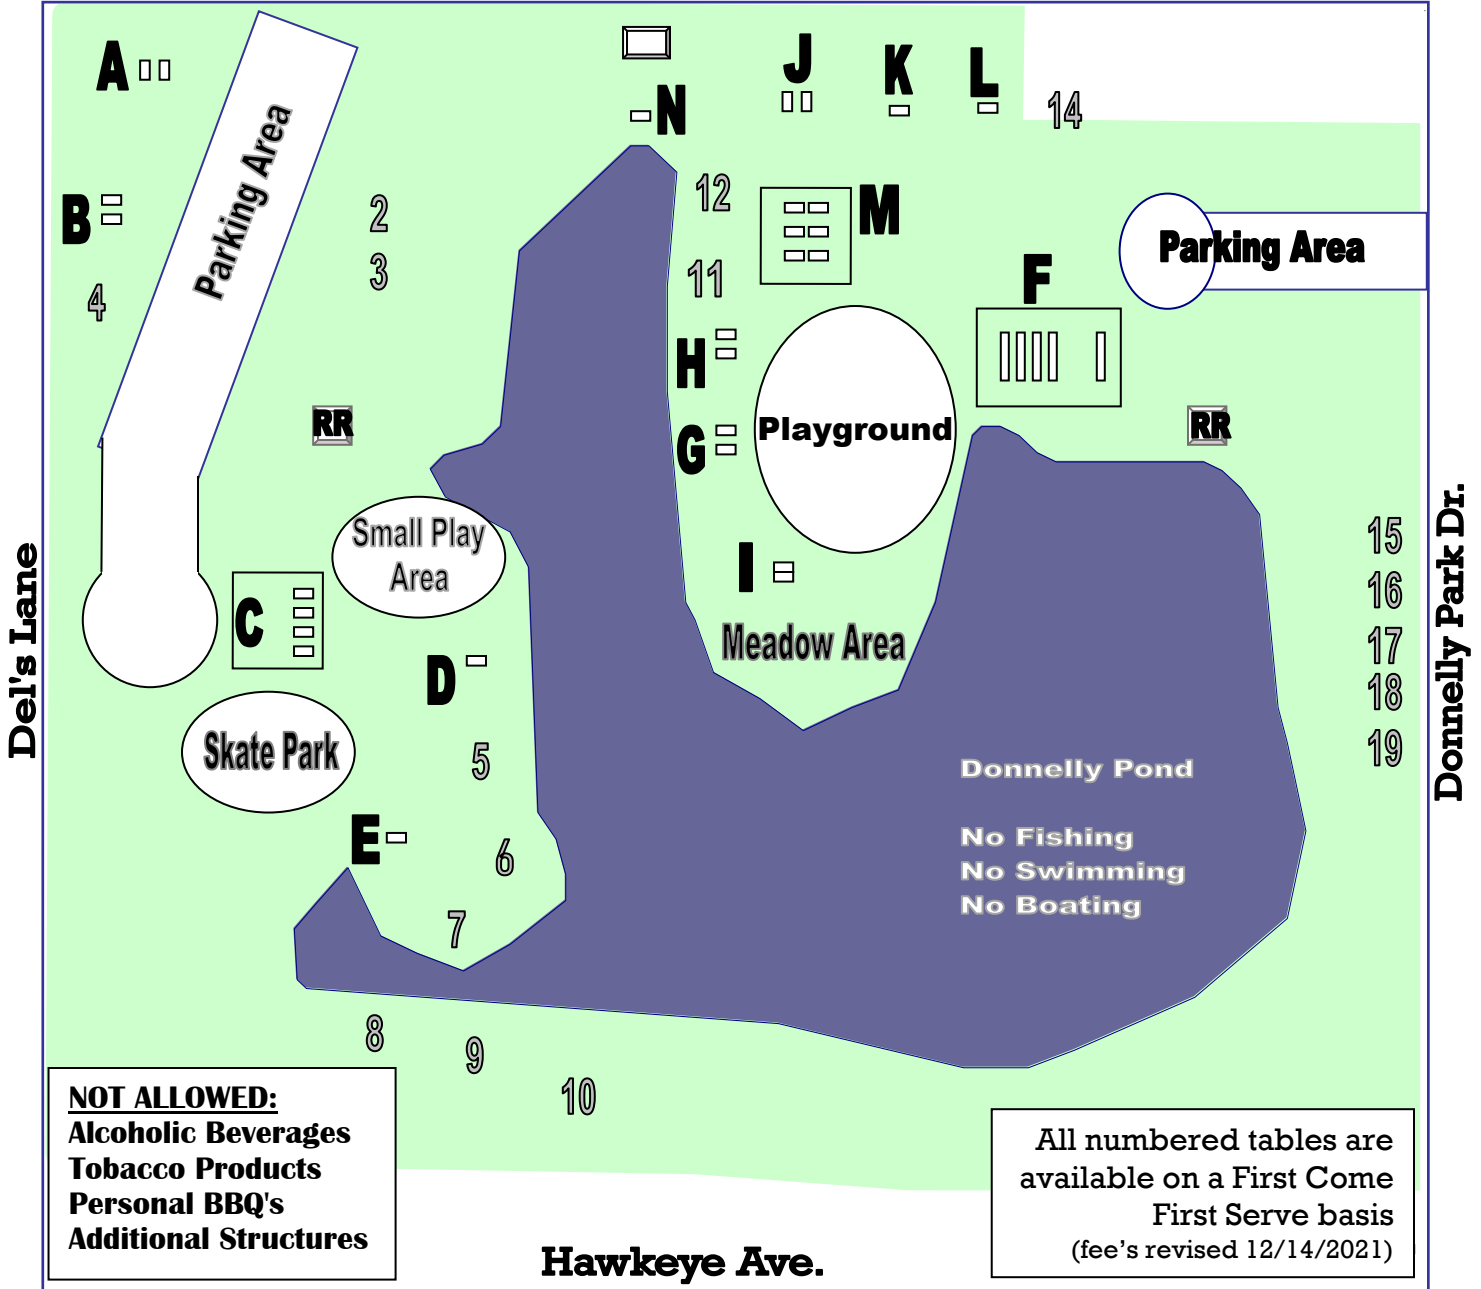 A
J
K
L
N
14
Parking Area
B
2
12
M
3
11
Parking Area
F
4
H
RR
G
Playground
RR
Small Play
Area
I
15
16
C
D
Meadow Area
17
18
19
Del's Lane
Donnelly Park Dr.
Skate Park
5
Donnelly Pond
E
6
No Fishing
No Swimming
No Boating
7
8
9
10
NOT ALLOWED:
Alcoholic Beverages
Tobacco Products
Personal BBQ's
Additional Structures
All numbered tables are
available on a First Come
First Serve basis
(fee's revised 12/14/2021)
Hawkeye Ave.